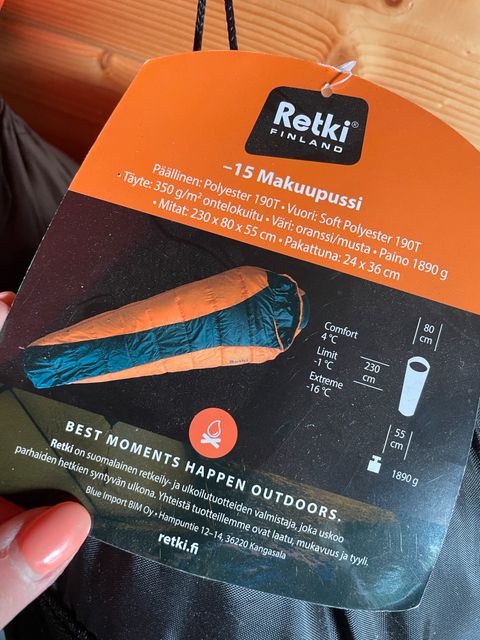 Retki®
FINLAND
–15 Makuupussi
Päällinen: Polyester 190T • Vuori: Soft Polyester 190T
• Täyte: 350 g/m² ontelokuitu • Väri: oranssi/musta • Paino 1890 g
• Mitat: 230 x 80 x 55 cm • Pakattuna: 24 x 36 cm
Retki
Comfort
4 °C
Limit
-1 °C
Extreme
-16 °C
80
cm
230
cm
55
cm
1890 g
BEST MOMENTS HAPPEN OUTDOORS.
Retki on suomalainen retkeily- ja ulkoilutuotteiden valmistaja, joka uskoo
parhaiden hetkien syntyvän ulkona. Yhteistä tuotteillemme ovat laatu, mukavuus ja tyyli.
Blue Import BIM Oy • Hampuntie 12–14, 36220 Kangasala
retki.fi